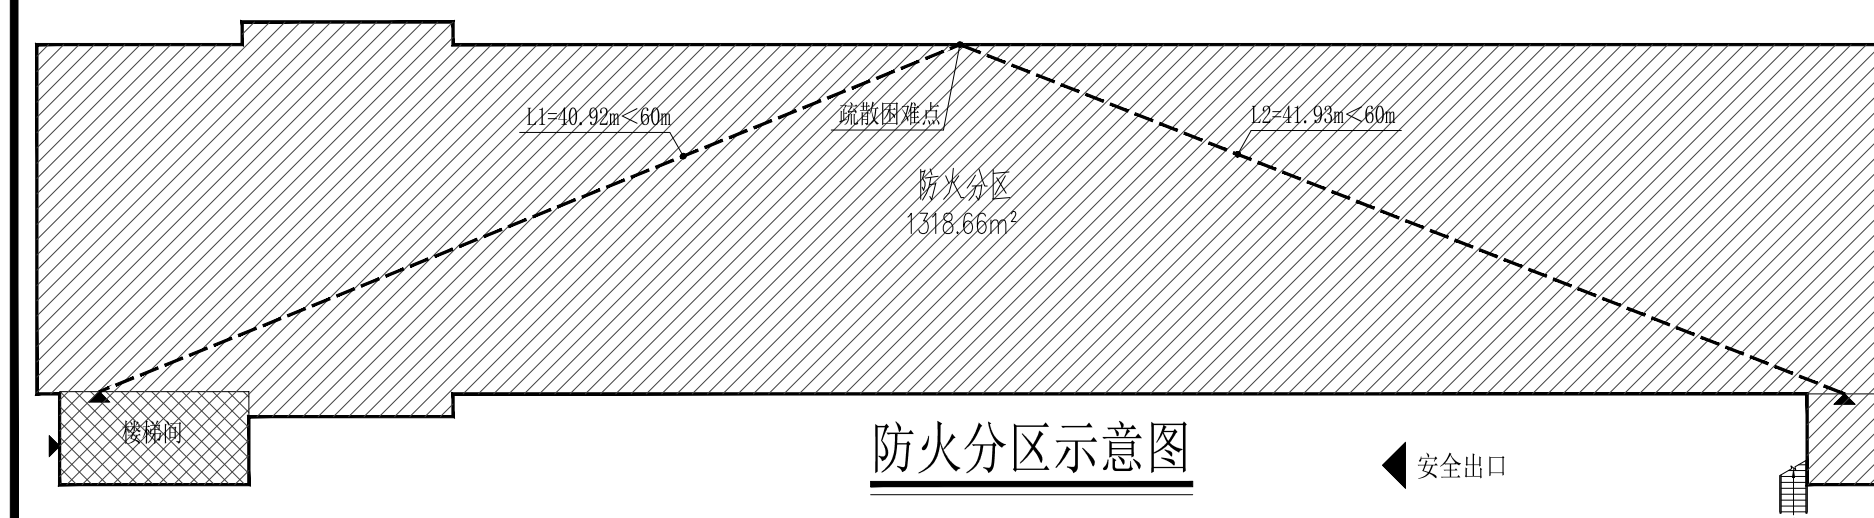 L1=40.92m<60m
疏散困难点
L2=41.93m<60m
防火分区
1318.66m²
楼梯间
防火分区示意图
安全出口